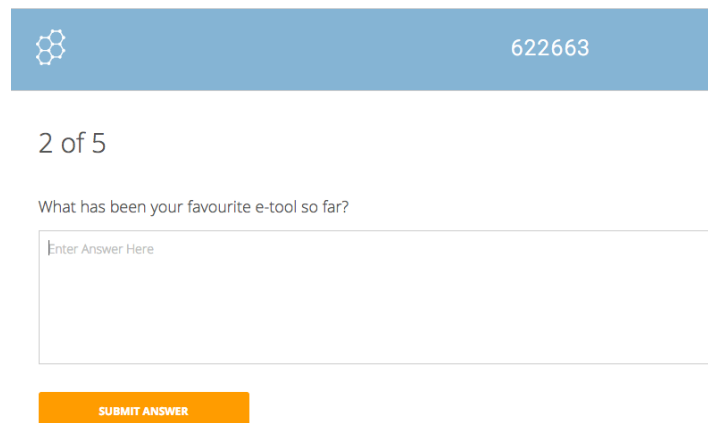 622663
2 of 5
What has been your favourite e-tool so far?
Enter Answer Here
SUBMIT ANSWER